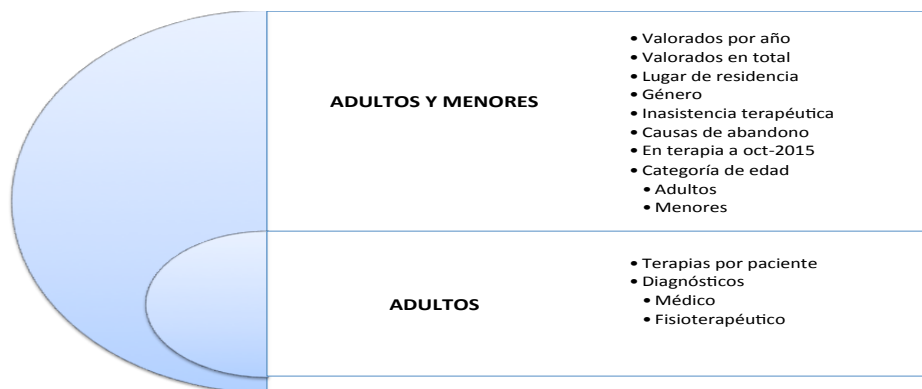 ADULTOS Y MENORES
• Valorados por año
• Valorados en total
• Lugar de residencia
• Género
• Inasistencia terapéutica
• Causas de abandono
• En terapia a oct-2015
• Categoría de edad
• Adultos
• Menores
ADULTOS
• Terapias por paciente
• Diagnósticos
• Médico
• Fisioterapéutico